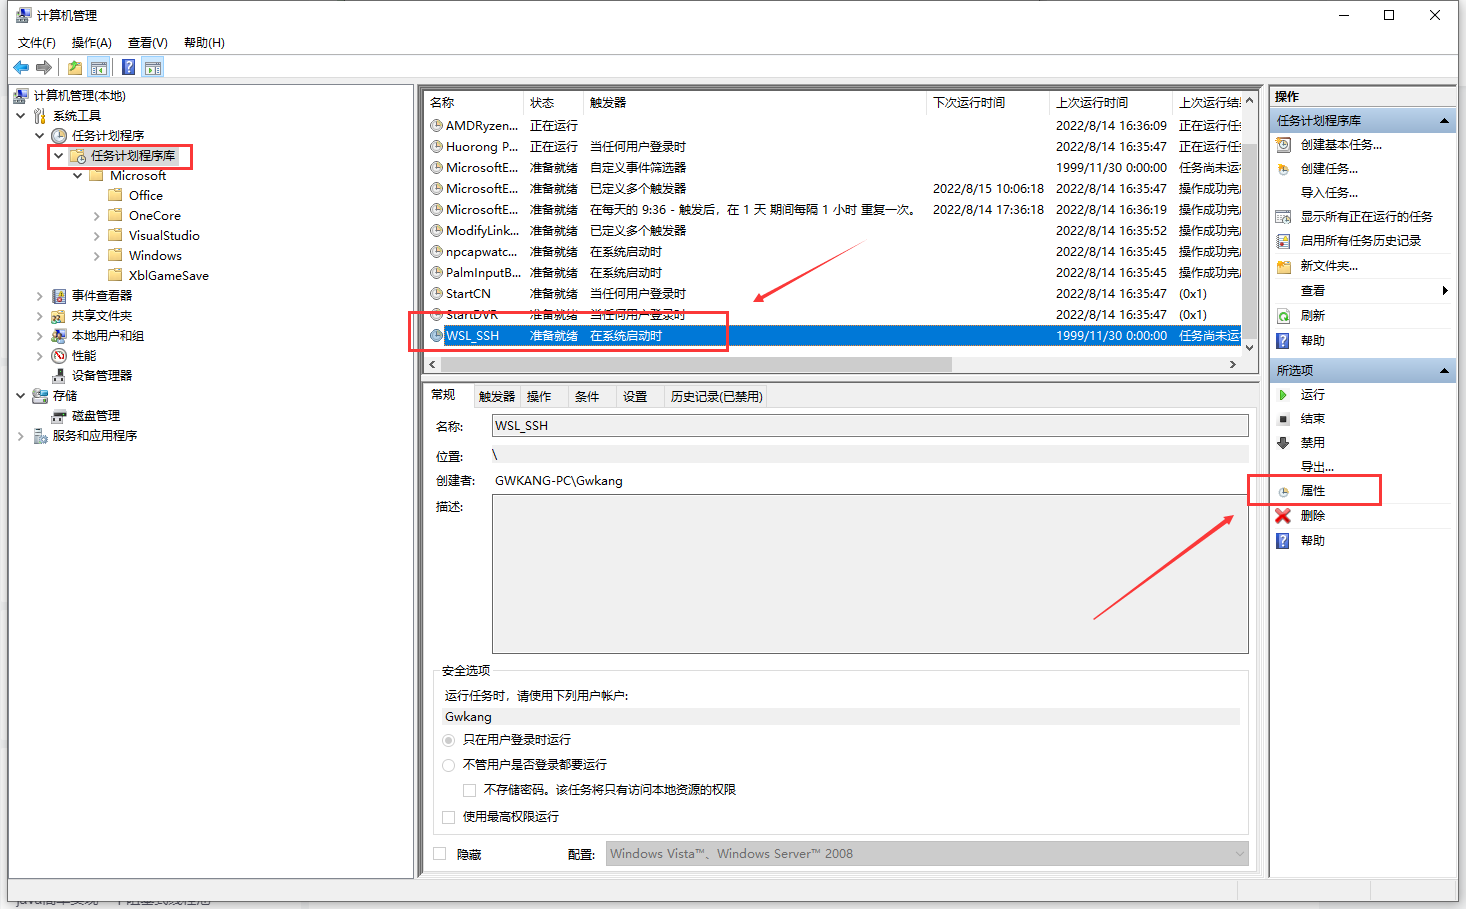 计算机管理
文件(F) 操作(A) 查看(V) 帮助(H)
计算机管理(本地)
系统工具
任务计划程序
任务计划程序库
Microsoft
Office
OneCore
VisualStudio
Windows
XblGameSave
事件查看器
共享文件夹
本地用户和组
性能
设备管理器
存储
磁盘管理
服务和应用程序
名称 状态 触发器 下次运行时间 上次运行时间 上次运行结
AMDRyzen... 正在运行 2022/8/14 16:36:09 正在运行任
Huorong P... 正在运行 当任何用户登录时 2022/8/14 16:35:47 正在运行任
MicrosoftE... 准备就绪 自定义事件筛选器 1999/11/30 0:00:00 任务尚未运
MicrosoftE... 准备就绪 已定义多个触发器 2022/8/15 10:06:18 2022/8/14 16:35:47 操作成功完
MicrosoftE... 准备就绪 在每天的 9:36 - 触发后，在 1 天 期间每隔 1 小时 重复一次。 2022/8/14 17:36:18 2022/8/14 16:36:19 操作成功完
ModifyLink... 准备就绪 已定义多个触发器 2022/8/14 16:35:52 操作成功完
npcapwatc... 准备就绪 在系统启动时 2022/8/14 16:35:45 操作成功完
PalmInputB... 准备就绪 在系统启动时 2022/8/14 16:35:45 操作成功完
StartCN 准备就绪 当任何用户登录时 2022/8/14 16:35:47 (0x1)
StartDVR 准备就绪 当任何用户登录时 2022/8/14 16:35:47 (0x1)
WSL_SSH 准备就绪 在系统启动时 1999/11/30 0:00:00 任务尚未运
常规 触发器 操作 条件 设置 历史记录(已禁用)
名称: WSL_SSH
位置: \
创建者: GWKANG-PC\Gwkang
描述:
安全选项
运行任务时，请使用下列用户帐户:
Gwkang
只在用户登录时运行
不管用户是否登录都要运行
不存储密码。该任务将只有访问本地资源的权限
使用最高权限运行
隐藏 配置: Windows Vista™、Windows Server™ 2008
操作
任务计划程序库
创建基本任务...
创建任务...
导入任务...
显示所有正在运行的任务
启用所有任务历史记录
新文件夹...
查看
刷新
帮助
所选项
运行
结束
禁用
导出...
属性
删除
帮助